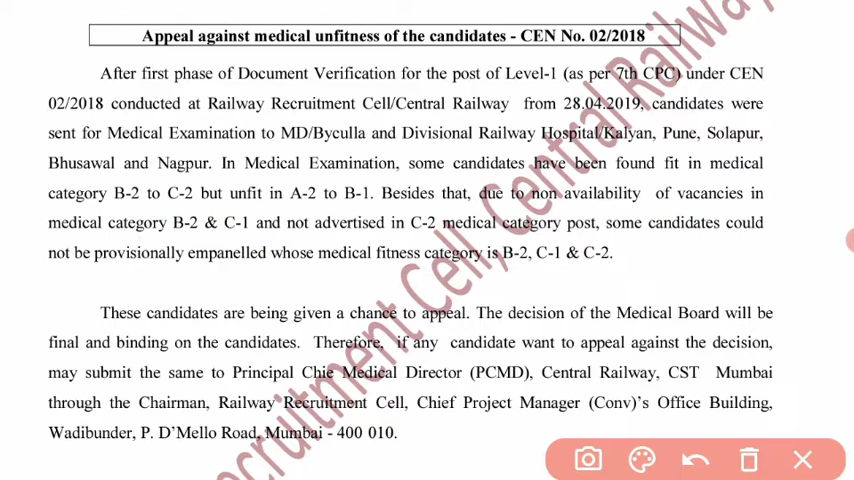 Appeal against medical unfitness of the candidates - CEN No. 02/2018
After first phase of Document Verification for the post of Level-1 (as per 7th CPC) under CEN
02/2018 conducted at Railway Recruitment Cell/Central Railway from 28.04.2019, candidates were
sent for Medical Examination to MD/Byculla and Divisional Railway Hospital/Kalyan, Pune, Solapur,
Bhusawal and Nagpur. In Medical Examination, some candidates have been found fit in medical
category B-2 to C-2 but unfit in A-2 to B-1. Besides that, due to non availability of vacancies in
medical category B-2 & C-1 and not advertised in C-2 medical category post, some candidates could
not be provisionally empanelled whose medical fitness category is B-2, C-1 & C-2.
These candidates are being given a chance to appeal. The decision of the Medical Board will be
final and binding on the candidates. Therefore, if any candidate want to appeal against the decision,
may submit the same to Principal Chie Medical Director (PCMD), Central Railway, CST Mumbai
through the Chairman, Railway Recruitment Cell, Chief Project Manager (Conv)'s Office Building,
Wadibunder, P. D'Mello Road, Mumbai - 400 010.
Recruitment Cell, Central Railway